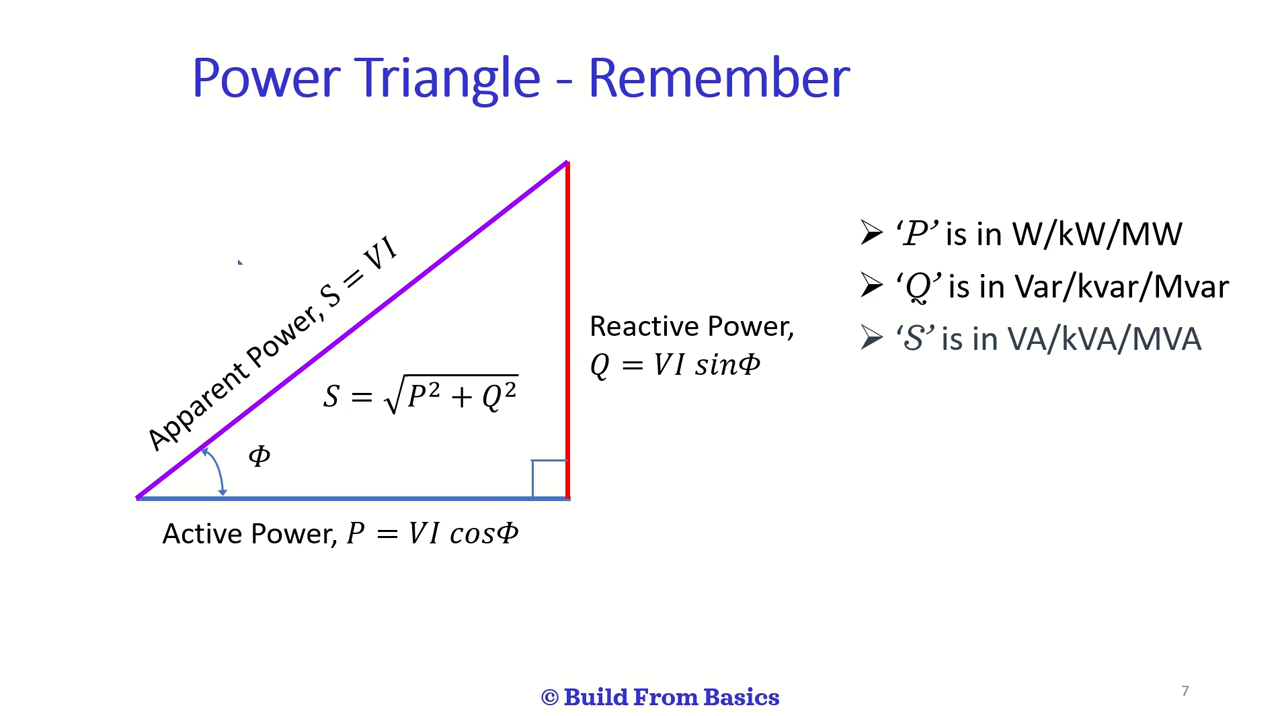 Power Triangle - Remember
Apparent Power, S = VI
S = √P² + Q²
Φ
Active Power, P = VI cosΦ
Reactive Power,
Q = VI sinΦ
➢ ‘P’ is in W/kW/MW
➢ ‘Q’ is in Var/kvar/Mvar
➢ ‘S’ is in VA/kVA/MVA
© Build From Basics
7